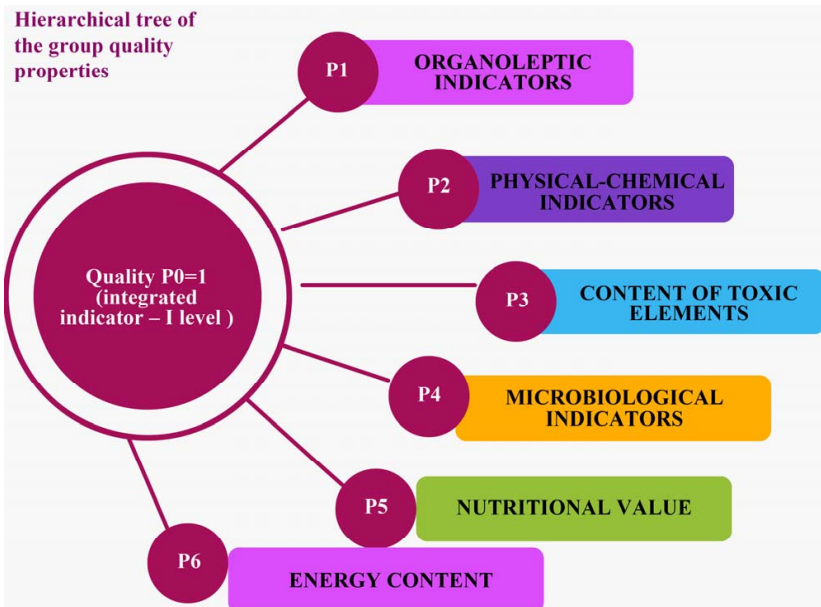 Hierarchical tree of
the group quality
properties
P1
ORGANOLEPTIC
INDICATORS
P2
PHYSICAL-CHEMICAL
INDICATORS
Quality P0=1
(integrated
indicator – I level )
P3
CONTENT OF TOXIC
ELEMENTS
P4
MICROBIOLOGICAL
INDICATORS
P5
NUTRITIONAL VALUE
P6
ENERGY CONTENT